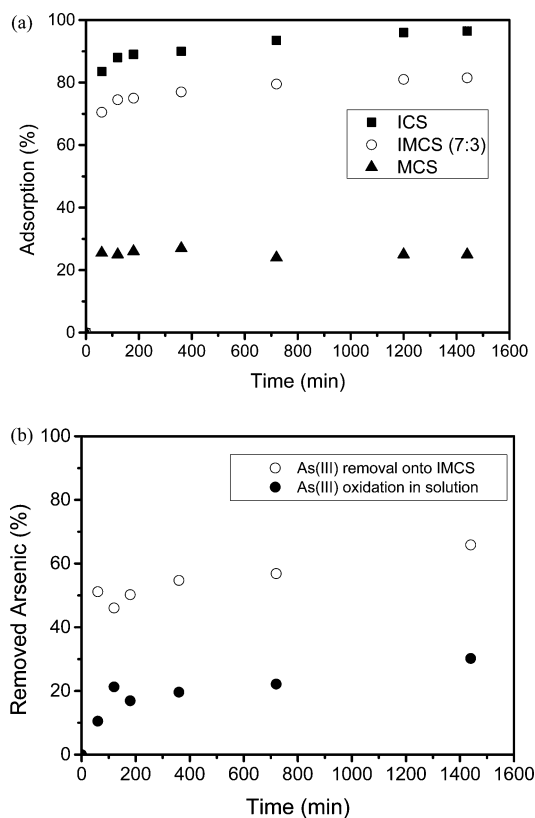 (a)
100
80
60
40
20
0
Adsorption (%)
ICS
IMCS (7:3)
MCS
0 200 400 600 800 1000 1200 1400 1600
Time (min)
(b)
100
80
60
40
20
0
Removed Arsenic (%)
As(III) removal onto IMCS
As(III) oxidation in solution
0 200 400 600 800 1000 1200 1400 1600
Time (min)